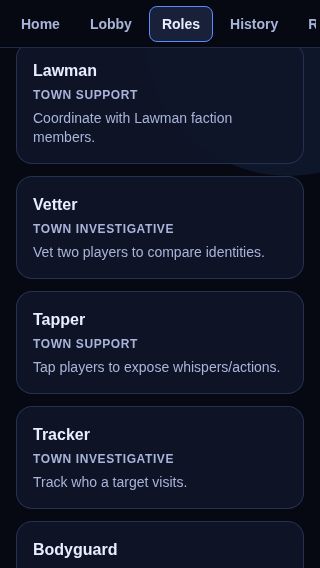 Home Lobby Roles History R
Lawman
TOWN SUPPORT
Coordinate with Lawman faction
members.
Vetter
TOWN INVESTIGATIVE
Vet two players to compare identities.
Tapper
TOWN SUPPORT
Tap players to expose whispers/actions.
Tracker
TOWN INVESTIGATIVE
Track who a target visits.
Bodyguard